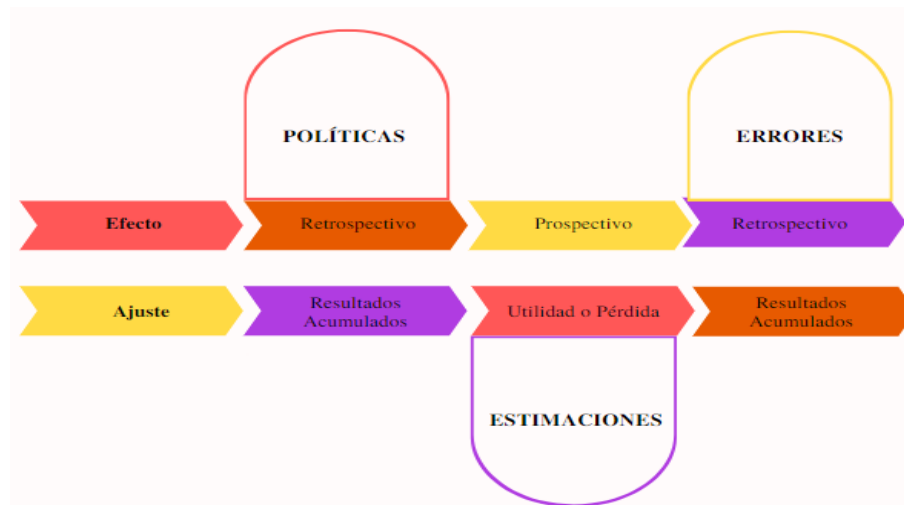 POLÍTICAS
ERRORES
Efecto
Retrospectivo
Prospectivo
Retrospectivo
Ajuste
Resultados
Acumulados
Utilidad o Pérdida
Resultados
Acumulados
ESTIMACIONES